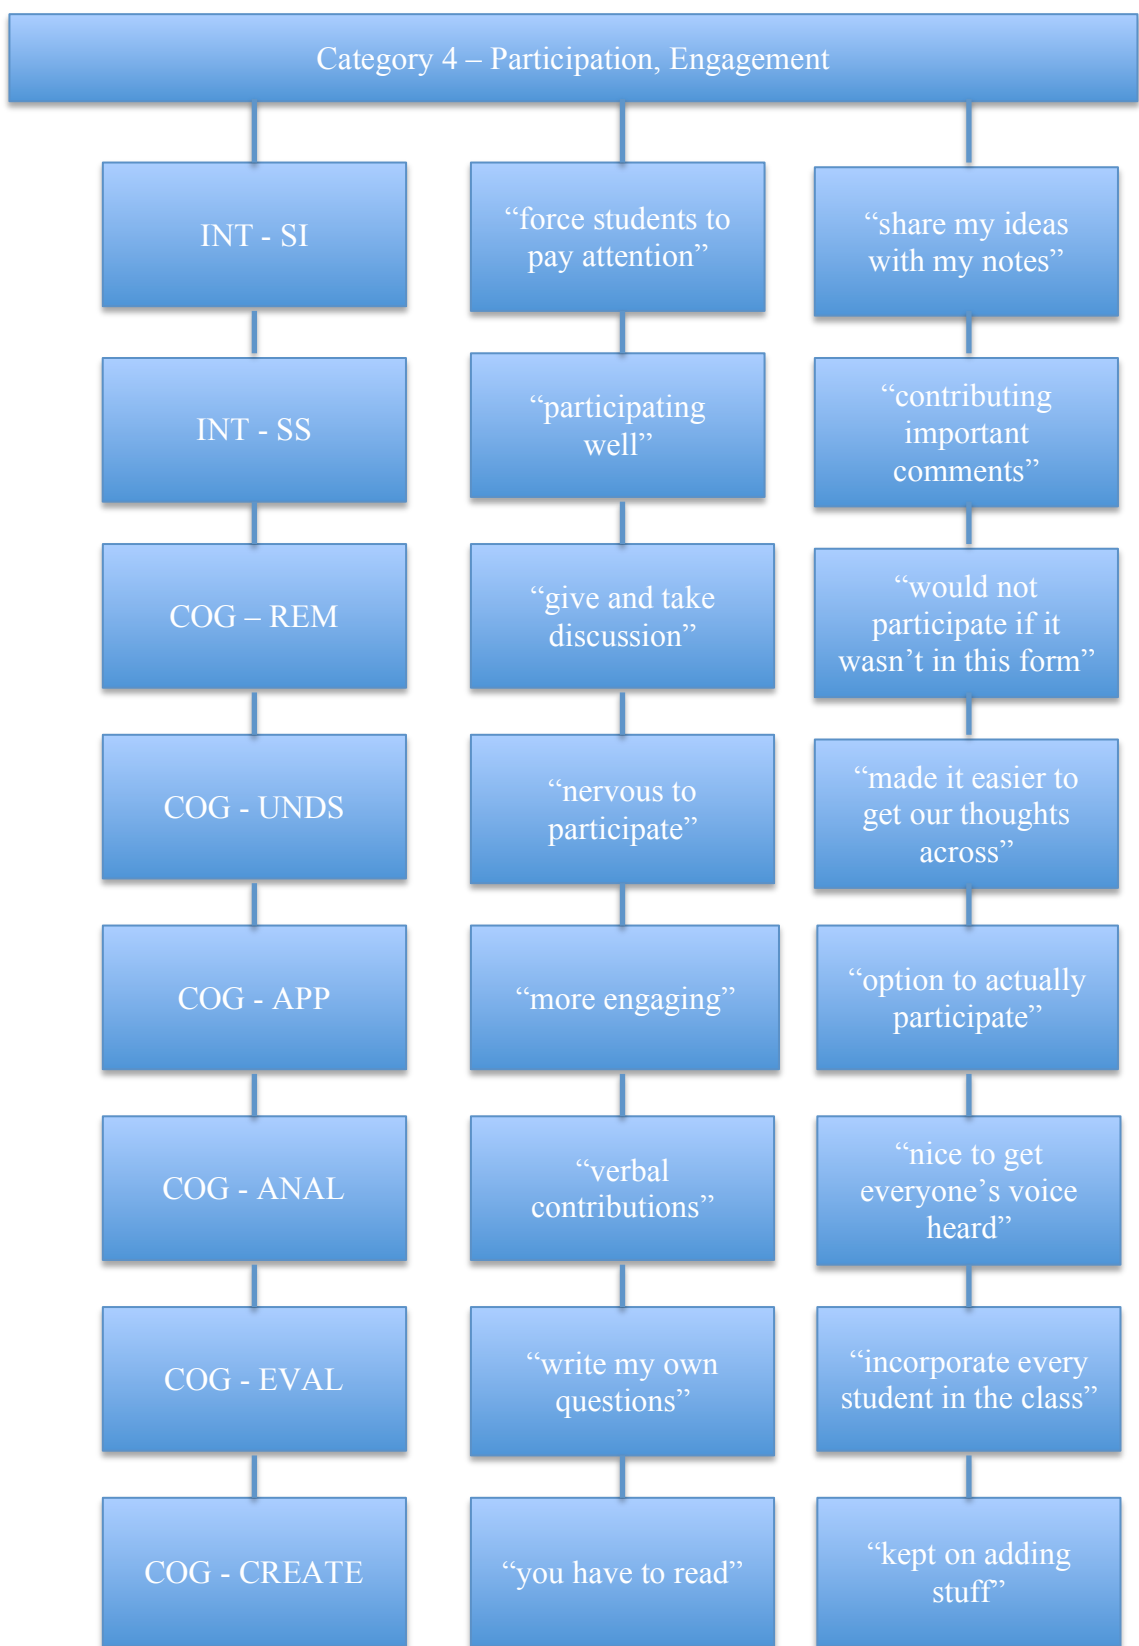 Category 4 – Participation, Engagement
INT - SI
“force students to
pay attention”
“share my ideas
with my notes”
INT - SS
“participating
well”
“contributing
important
comments”
COG – REM
“give and take
discussion”
“would not
participate if it
wasn’t in this form”
COG - UNDS
“nervous to
participate”
“made it easier to
get our thoughts
across”
COG - APP
“more engaging”
“option to actually
participate”
COG - ANAL
“verbal
contributions”
“nice to get
everyone’s voice
heard”
COG - EVAL
“write my own
questions”
“incorporate every
student in the class”
COG - CREATE
“you have to read”
“kept on adding
stuff”